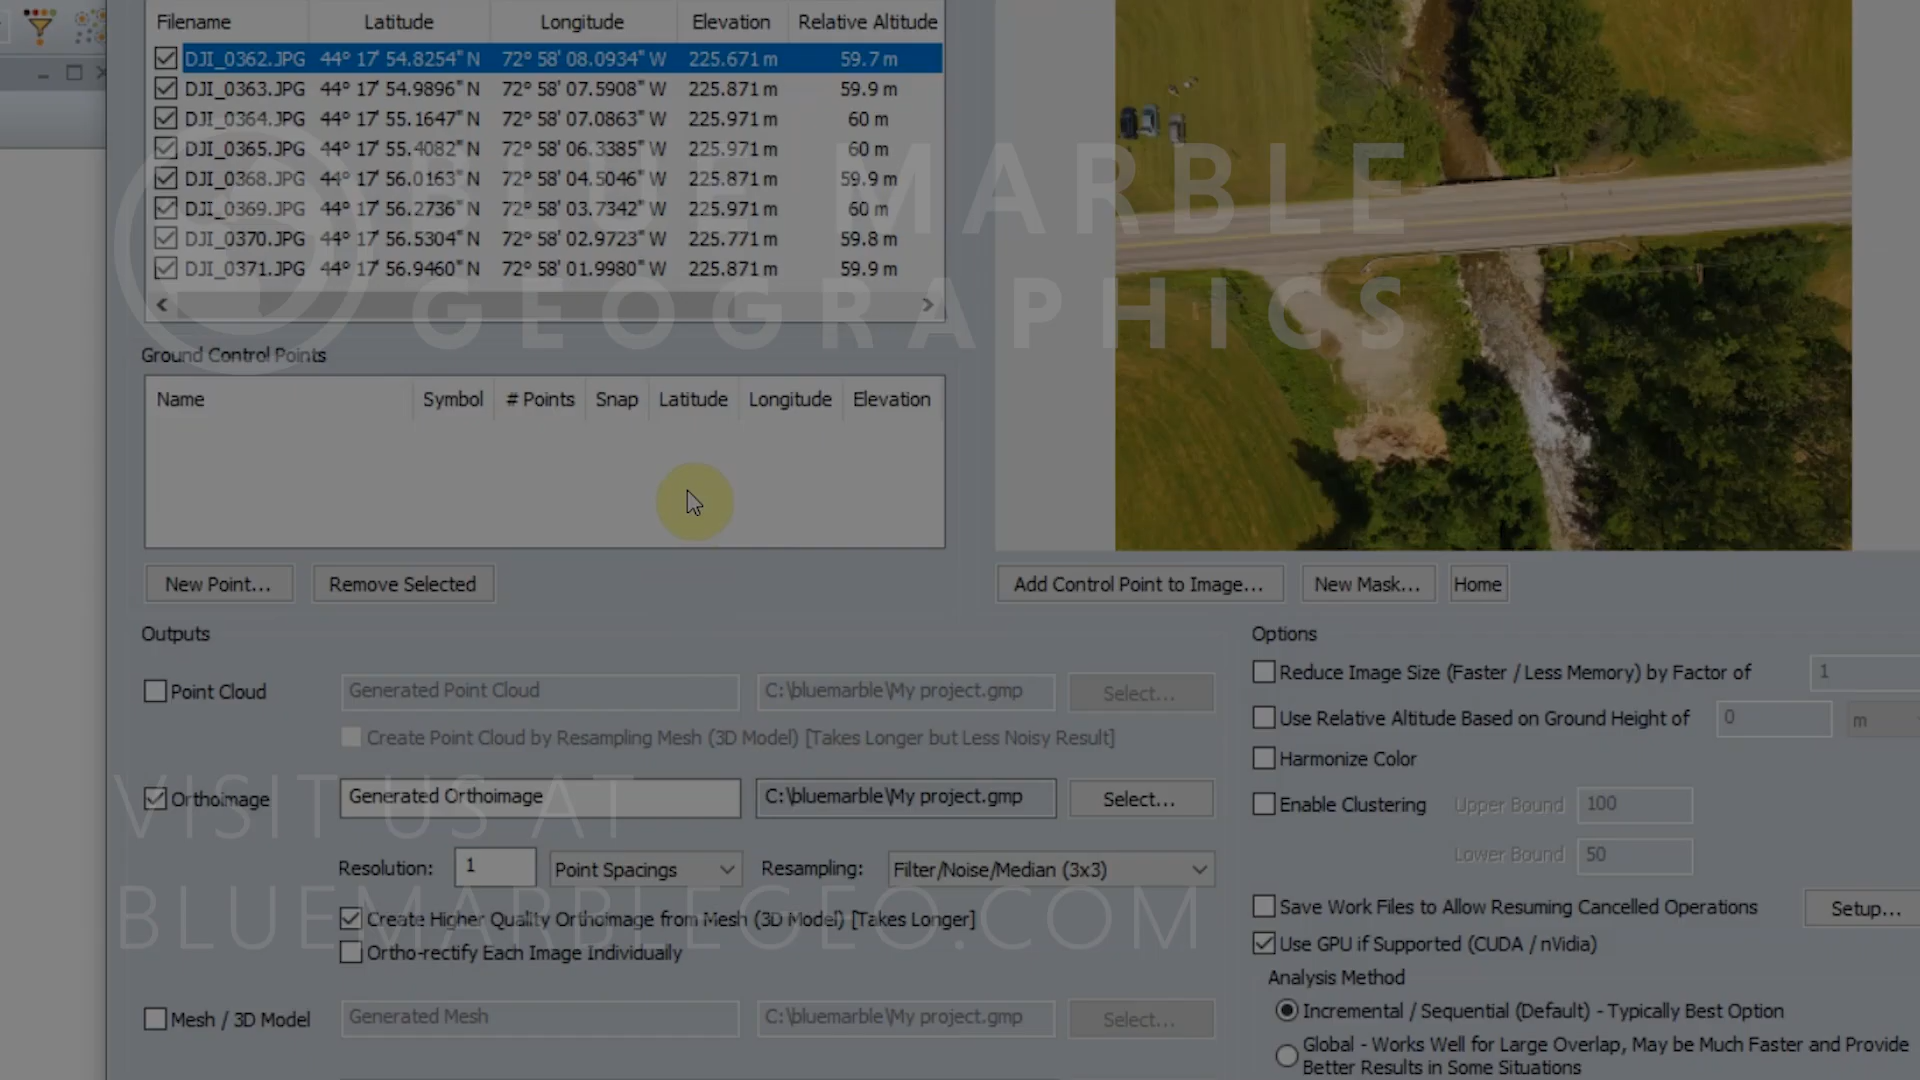 Filename Latitude Longitude Elevation Relative Altitude
DJI_0362.JPG 44° 17' 54.8254" N 72° 58' 08.0934" W 225.671 m 59.7 m
DJI_0363.JPG 44° 17' 54.9896" N 72° 58' 07.5908" W 225.871 m 59.9 m
DJI_0364.JPG 44° 17' 55.1647" N 72° 58' 07.0863" W 225.971 m 60 m
DJI_0365.JPG 44° 17' 55.4082" N 72° 58' 06.3385" W 225.971 m 60 m
DJI_0368.JPG 44° 17' 56.0163" N 72° 58' 04.5046" W 225.871 m 59.9 m
DJI_0369.JPG 44° 17' 56.2736" N 72° 58' 03.7342" W 225.971 m 60 m
DJI_0370.JPG 44° 17' 56.5304" N 72° 58' 02.9723" W 225.771 m 59.8 m
DJI_0371.JPG 44° 17' 56.9460" N 72° 58' 01.9980" W 225.871 m 59.9 m
BLUE MARBLE
GEOGRAPHICS
Ground Control Points
Name Symbol # Points Snap Latitude Longitude Elevation
New Point... Remove Selected Add Control Point to Image... New Mask... Home
Outputs
Point Cloud Generated Point Cloud C:\bluemarble\My project.gmp Select...
Create Point Cloud by Resampling Mesh (3D Model) [Takes Longer but Less Noisy Result]
Orthoimage Generated Orthoimage C:\bluemarble\My project.gmp Select...
Resolution: 1 Point Spacings Resampling: Filter/Noise/Median (3x3)
Create Higher Quality Orthoimage from Mesh (3D Model) [Takes Longer]
Ortho-rectify Each Image Individually
Mesh / 3D Model Generated Mesh C:\bluemarble\My project.gmp Select...
VISIT US AT
BLUEMARBLEGEO.COM
Options
Reduce Image Size (Faster / Less Memory) by Factor of 1
Use Relative Altitude Based on Ground Height of 0 m
Harmonize Color
Enable Clustering Upper Bound 100
Lower Bound 50
Save Work Files to Allow Resuming Cancelled Operations Setup...
Use GPU if Supported (CUDA / nVidia)
Analysis Method
Incremental / Sequential (Default) - Typically Best Option
Global - Works Well for Large Overlap, May be Much Faster and Provide
Better Results in Some Situations